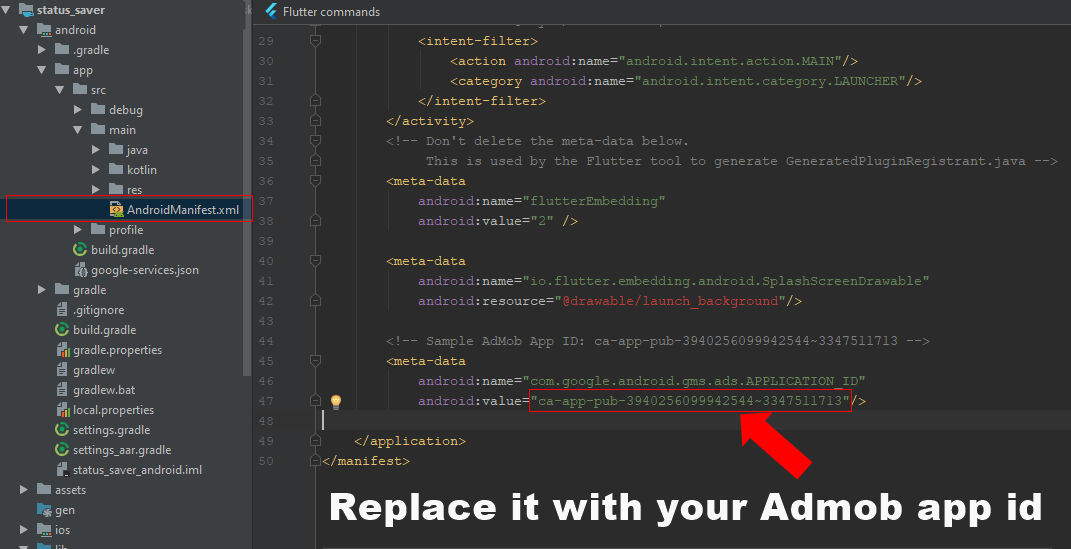 status_saver
android
.gradle
app
src
debug
main
java
kotlin
res
AndroidManifest.xml
profile
build.gradle
google-services.json
gradle
.gitignore
build.gradle
gradle.properties
gradlew
gradlew.bat
local.properties
settings.gradle
settings_aar.gradle
status_saver_android.iml
assets
gen
ios
lib
Flutter commands
29 <intent-filter>
30 <action android:name="android.intent.action.MAIN"/>
31 <category android:name="android.intent.category.LAUNCHER"/>
32 </intent-filter>
33 </activity>
34 <!-- Don't delete the meta-data below.
35 This is used by the Flutter tool to generate GeneratedPluginRegistrant.java -->
36 <meta-data
37 android:name="flutterEmbedding"
38 android:value="2" />
39
40 <meta-data
41 android:name="io.flutter.embedding.android.SplashScreenDrawable"
42 android:resource="@drawable/launch_background"/>
43
44 <!-- Sample AdMob App ID: ca-app-pub-3940256099942544~3347511713 -->
45 <meta-data
46 android:name="com.google.android.gms.ads.APPLICATION_ID"
47 android:value="ca-app-pub-3940256099942544~3347511713"/>
48
49 </application>
50 </manifest>
Replace it with your Admob app id